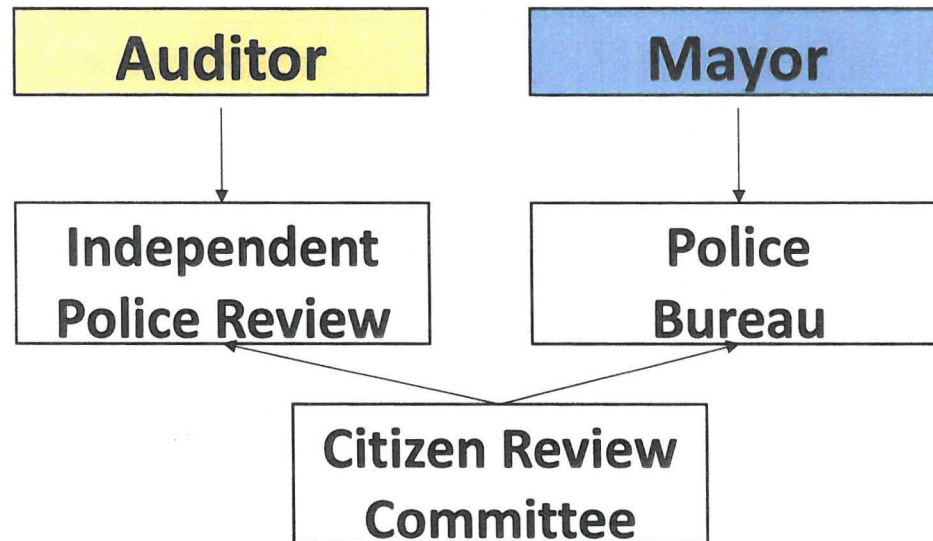 Auditor
Mayor
Independent
Police Review
Police
Bureau
Citizen Review
Committee